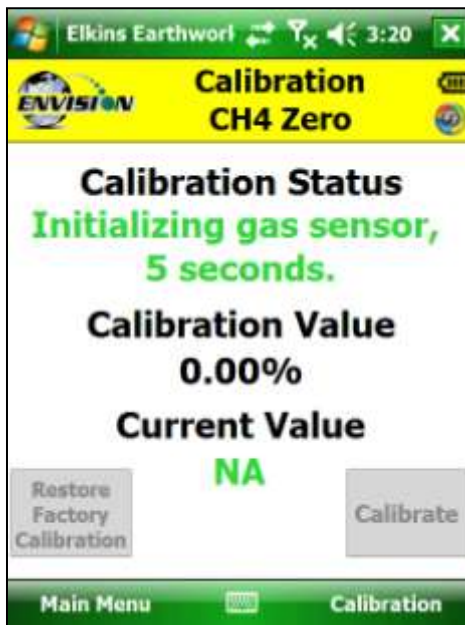 Elkins Earthworl 3:20
ENVISION
Calibration
CH4 Zero
Calibration Status
Initializing gas sensor,
5 seconds.
Calibration Value
0.00%
Current Value
NA
Restore
Factory
Calibration
Calibrate
Main Menu Calibration